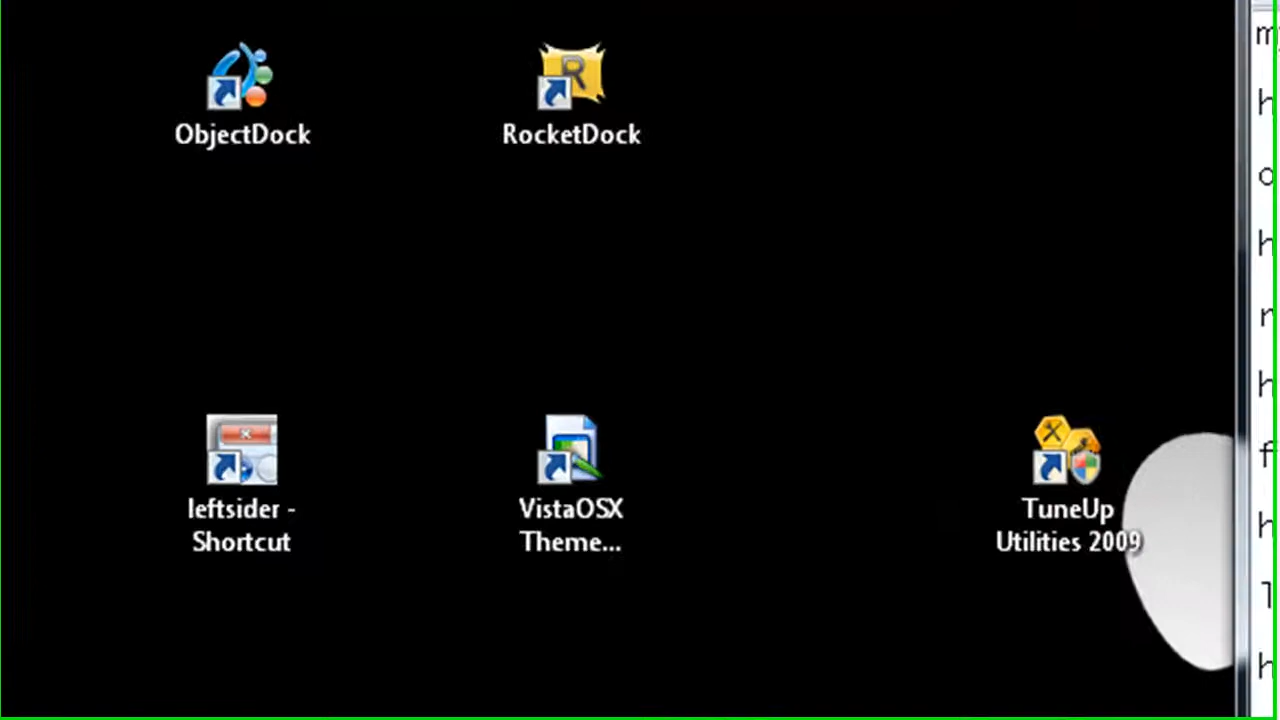 ObjectDock
RocketDock
leftsider -
Shortcut
VistaOSX
Theme...
TuneUp
Utilities 2009